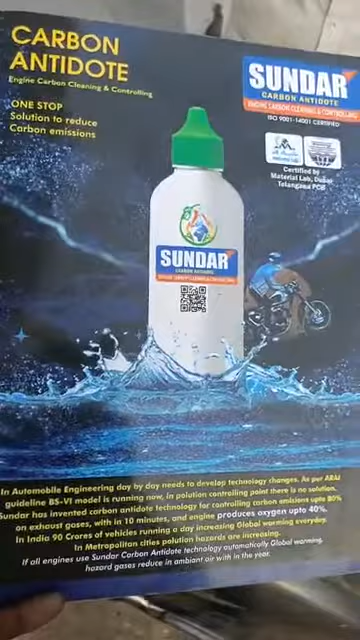 CARBON
ANTIDOTE
Engine Carbon Cleaning & Controlling
ONE STOP
Solution to reduce
Carbon emissions
SUNDAR
CARBON ANTIDOTE
ENGINE CARBON CLEANING & CONTROLLING
ISO 9001-14001 CERTIFIED
Certified by
Material Lab, Dubai
Telangana PCB
SUNDAR
CARBON ANTIDOTE
In Automobile Engineering day by day needs to develop technology changes. As per ARAI
guideline BS-VI model is running now, in polution controlling point there is no solution,
Sundar has invented carbon antidote technology for controlling carbon emissions upto 80%
on exhaust gases, with in 10 minutes, and engine produces oxygen upto 40%.
In India 90 Crores of vehicles running a day increasing Global warming everyday.
In Metropolitan cities polution hazards are increasing.
If all engines use Sundar Carbon Antidote technology automatically Global warming,
hazard gases reduce in ambiant air with in the year.